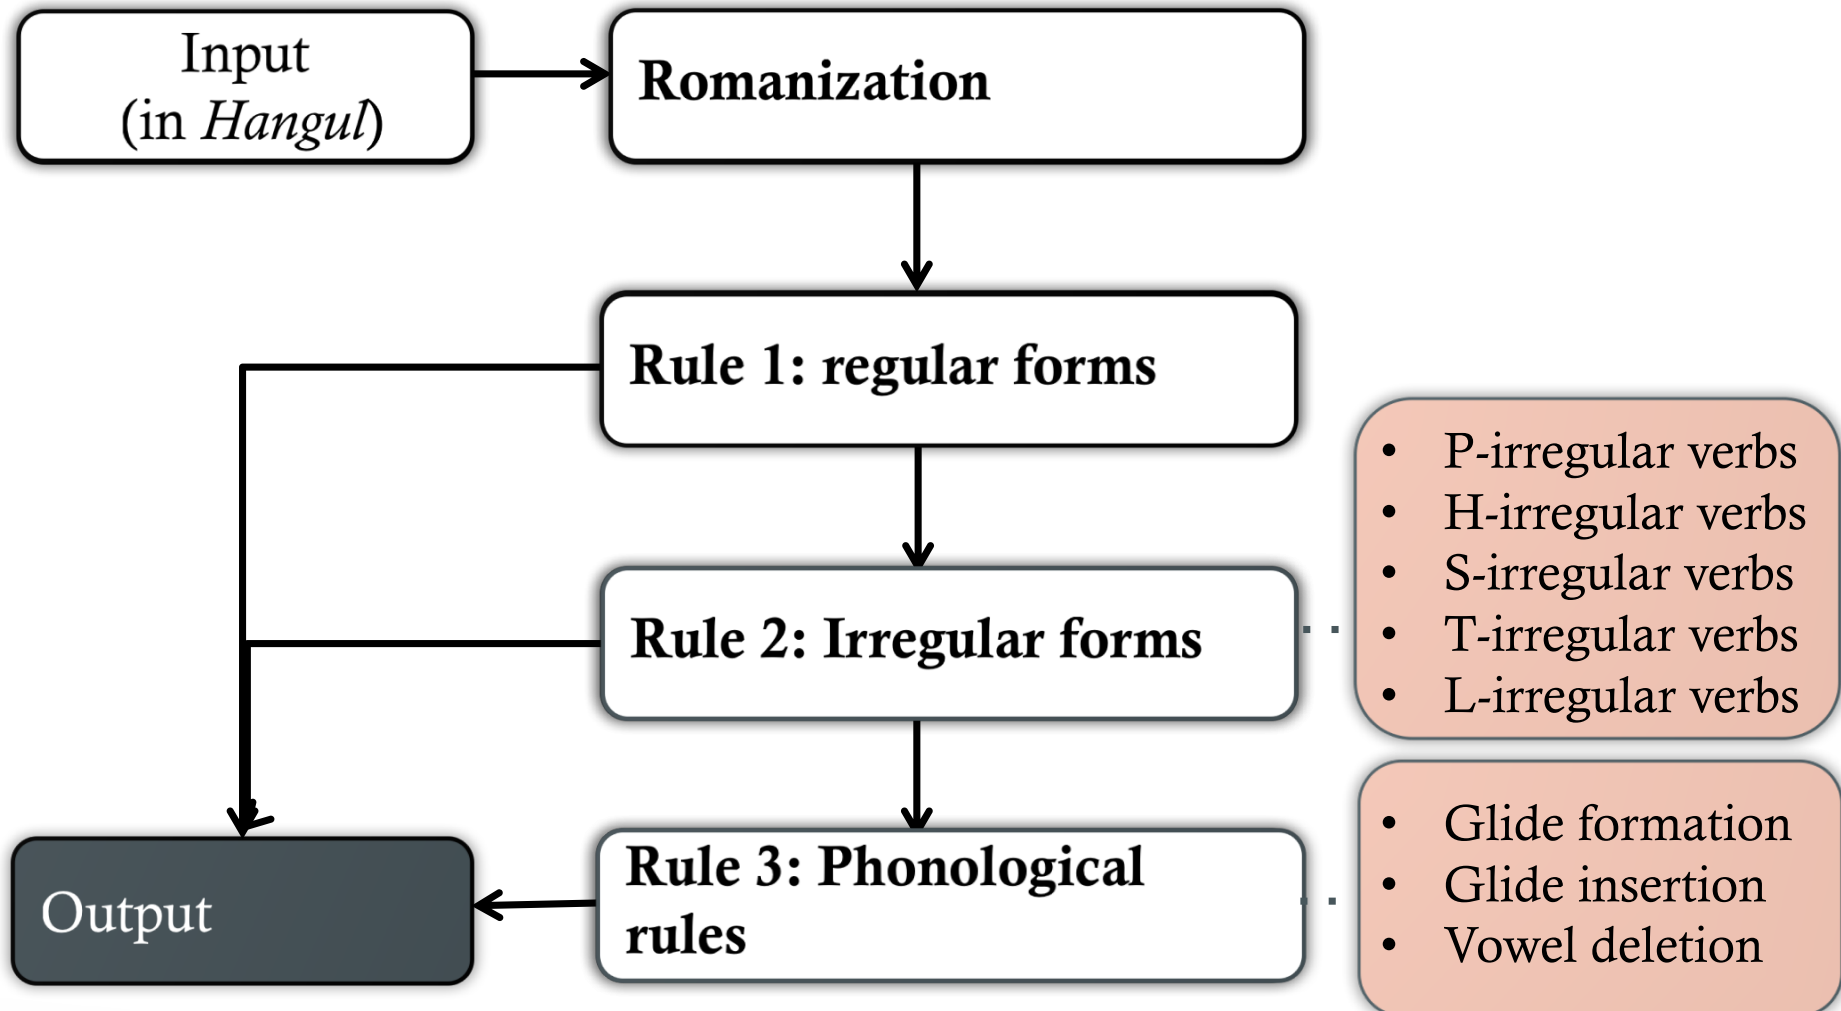 Input
(in Hangul)
Romanization
Rule 1: regular forms
Rule 2: Irregular forms
• P-irregular verbs
• H-irregular verbs
• S-irregular verbs
• T-irregular verbs
• L-irregular verbs
Rule 3: Phonological
rules
• Glide formation
• Glide insertion
• Vowel deletion
Output